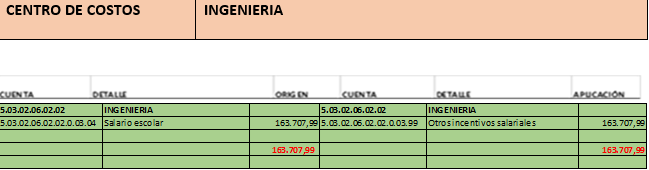 CENTRO DE COSTOS INGENIERIA
CUENTA DETALLE ORIGEN CUENTA DETALLE APLICACIÓN
5.03.02.06.02.02 INGENIERIA 5.03.02.06.02.02 INGENIERIA
5.03.02.06.02.02.0.03.04 Salario escolar 163.707,99 5.03.02.06.02.02.0.03.99 Otros incentivos salariales 163.707,99
163.707,99 163.707,99